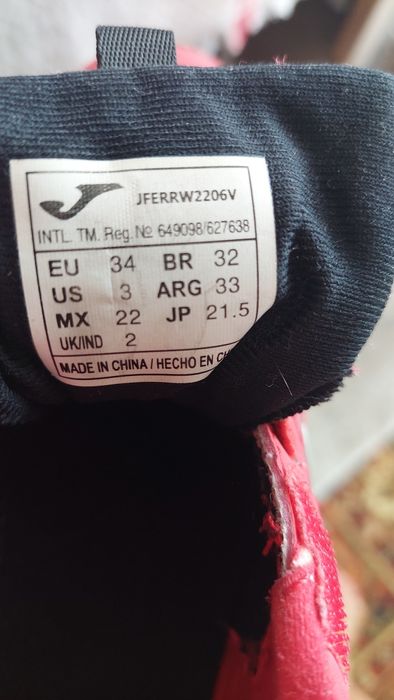 JFERRW2206V
INTL. TM. Reg. № 649098/627638
EU 34 BR 32
US 3 ARG 33
MX 22 JP 21.5
UK/IND 2
MADE IN CHINA / HECHO EN C